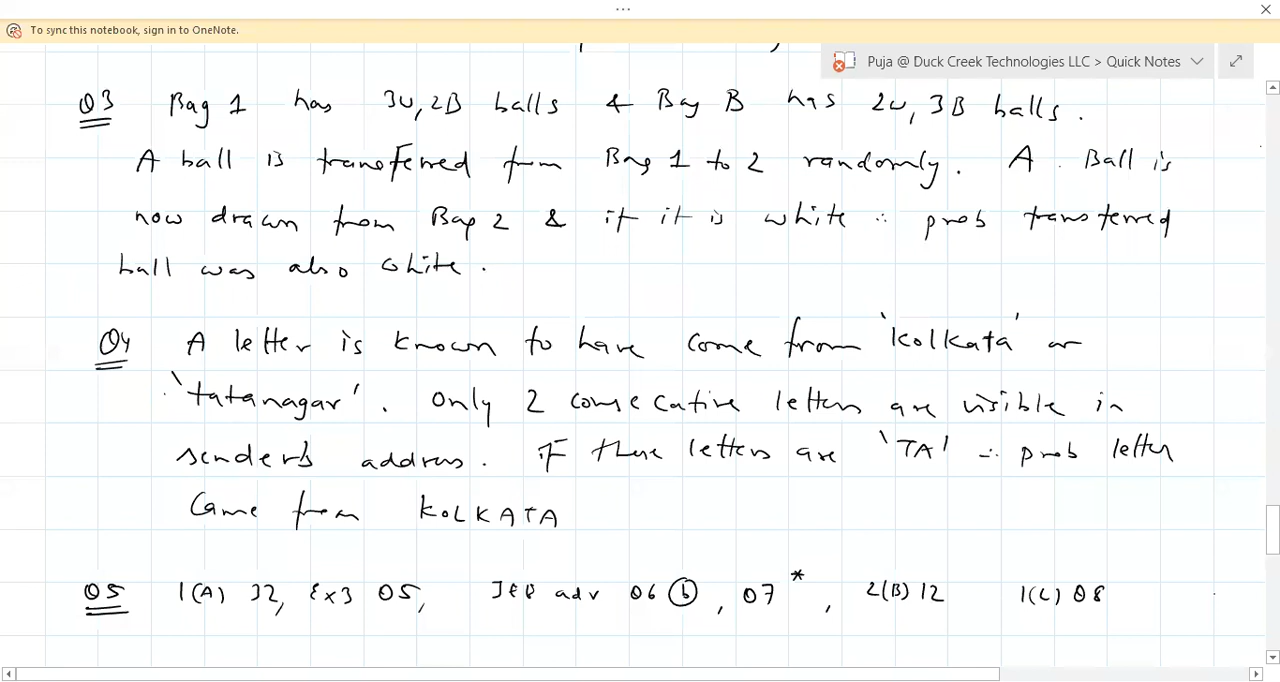 To sync this notebook, sign in to OneNote.
Puja @ Duck Creek Technologies LLC > Quick Notes
Q3 Bag 1 has 3W, 2B balls & Bag B has 2W, 3B balls.
A ball is transferred from Bag 1 to 2 randomly. A Ball is
now drawn from Bag 2 & if it is white ∴ prob transferred
ball was also white.
Q4 A letter is known to have come from 'kolkata' or
'tatanagar'. Only 2 consecative letters are visible in
senders address. If these letters are 'TA' ∴ prob letter
Came from KOLKATA
Q5 1(A) 32, Ex3 05, JEE adv 06 (b), 07*, 2(B) 12 1(C) 08